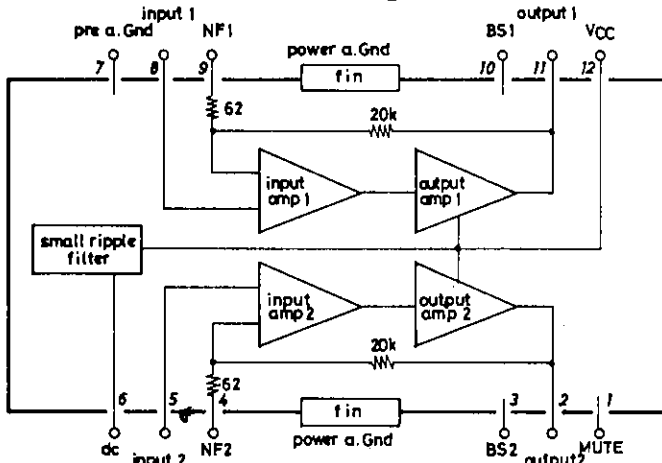 input 1
output 1
pre a.Gnd
NF1
power a.Gnd
BS1
VCC
7
8
9
fin
10
11
12
62
20k
input
amp 1
output
amp 1
small ripple
filter
input
amp 2
output
amp 2
20k
62
6
5
4
fin
3
2
1
dc
input 2
NF2
power a.Gnd
BS2
output2
MUTE